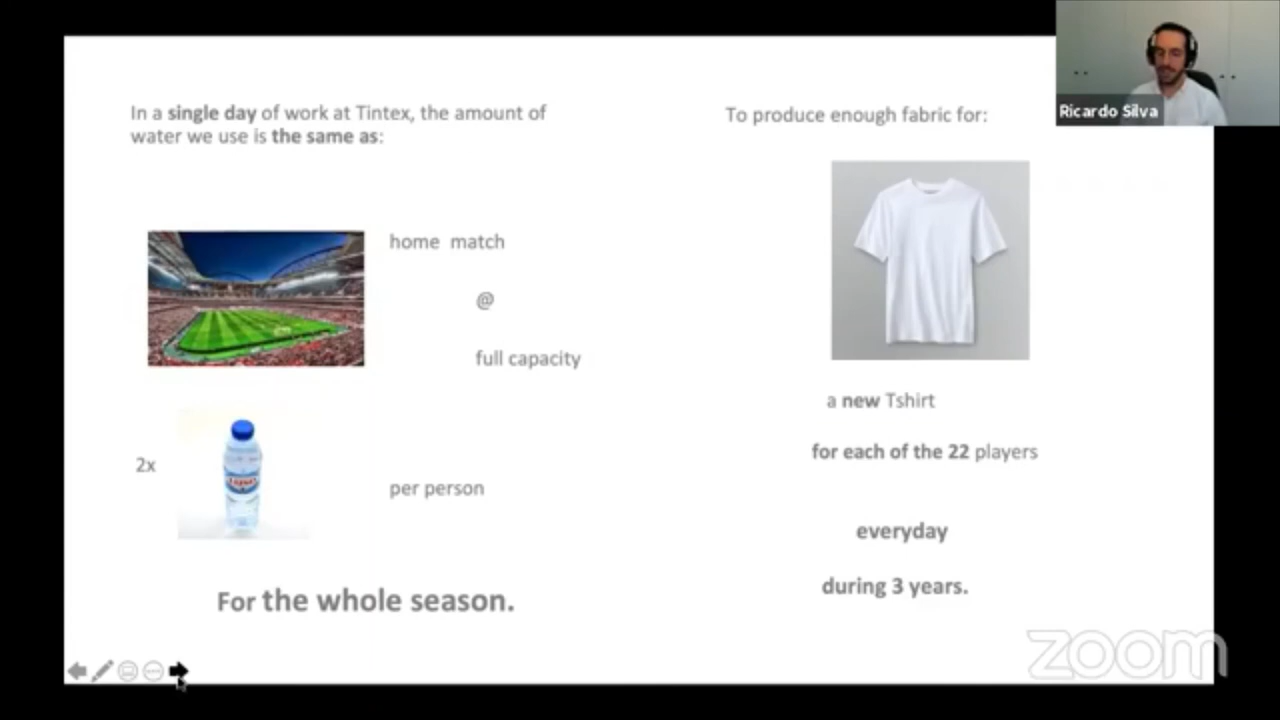 In a single day of work at Tintex, the amount of
water we use is the same as:
home match
@
full capacity
2x
per person
For the whole season.
To produce enough fabric for:
a new Tshirt
for each of the 22 players
everyday
during 3 years.
Ricardo Silva
zoom